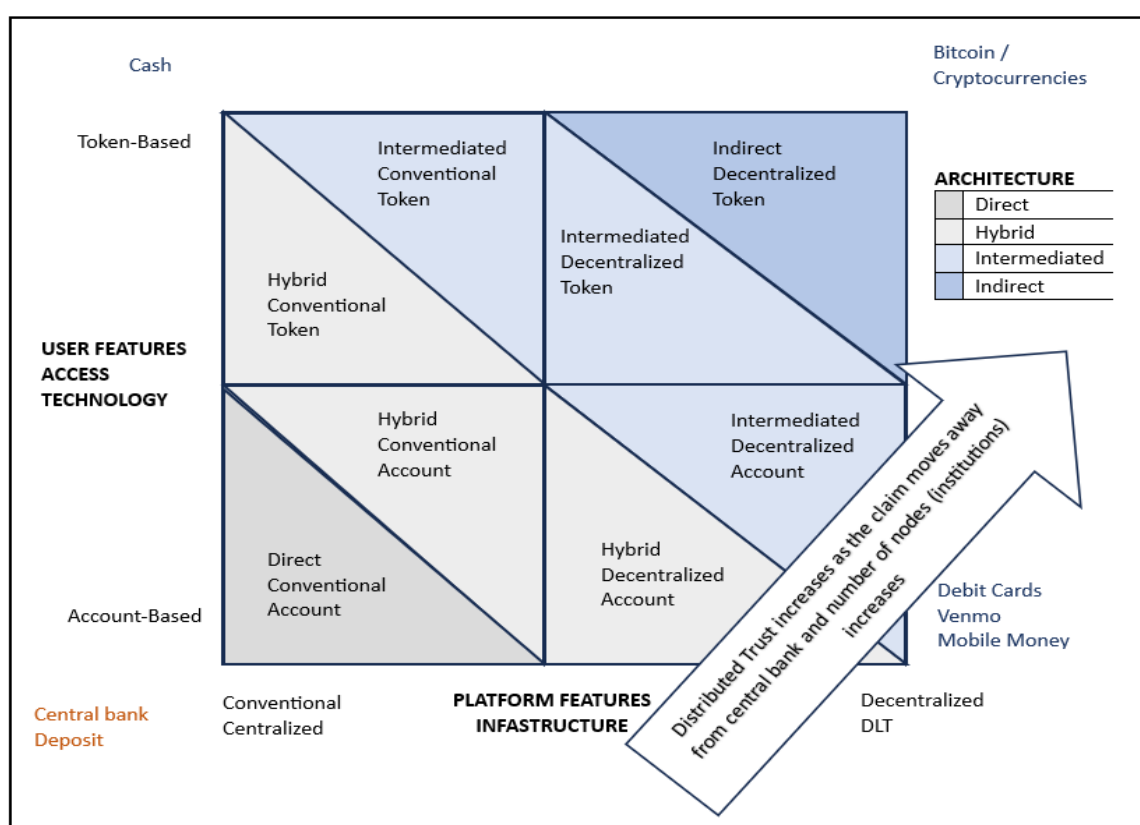 Cash
Bitcoin /
Cryptocurrencies
Token-Based
Intermediated
Conventional
Token
Indirect
Decentralized
Token
ARCHITECTURE
Direct
Hybrid
Intermediated
Indirect
Intermediated
Decentralized
Token
Hybrid
Conventional
Token
USER FEATURES
ACCESS
TECHNOLOGY
Hybrid
Conventional
Account
Intermediated
Decentralized
Account
Direct
Conventional
Account
Hybrid
Decentralized
Account
Distributed Trust increases as the claim moves away
from central bank and number of nodes (institutions)
increases
Account-Based
Debit Cards
Venmo
Mobile Money
Central bank
Deposit
Conventional
Centralized
PLATFORM FEATURES
INFASTRUCTURE
Decentralized
DLT